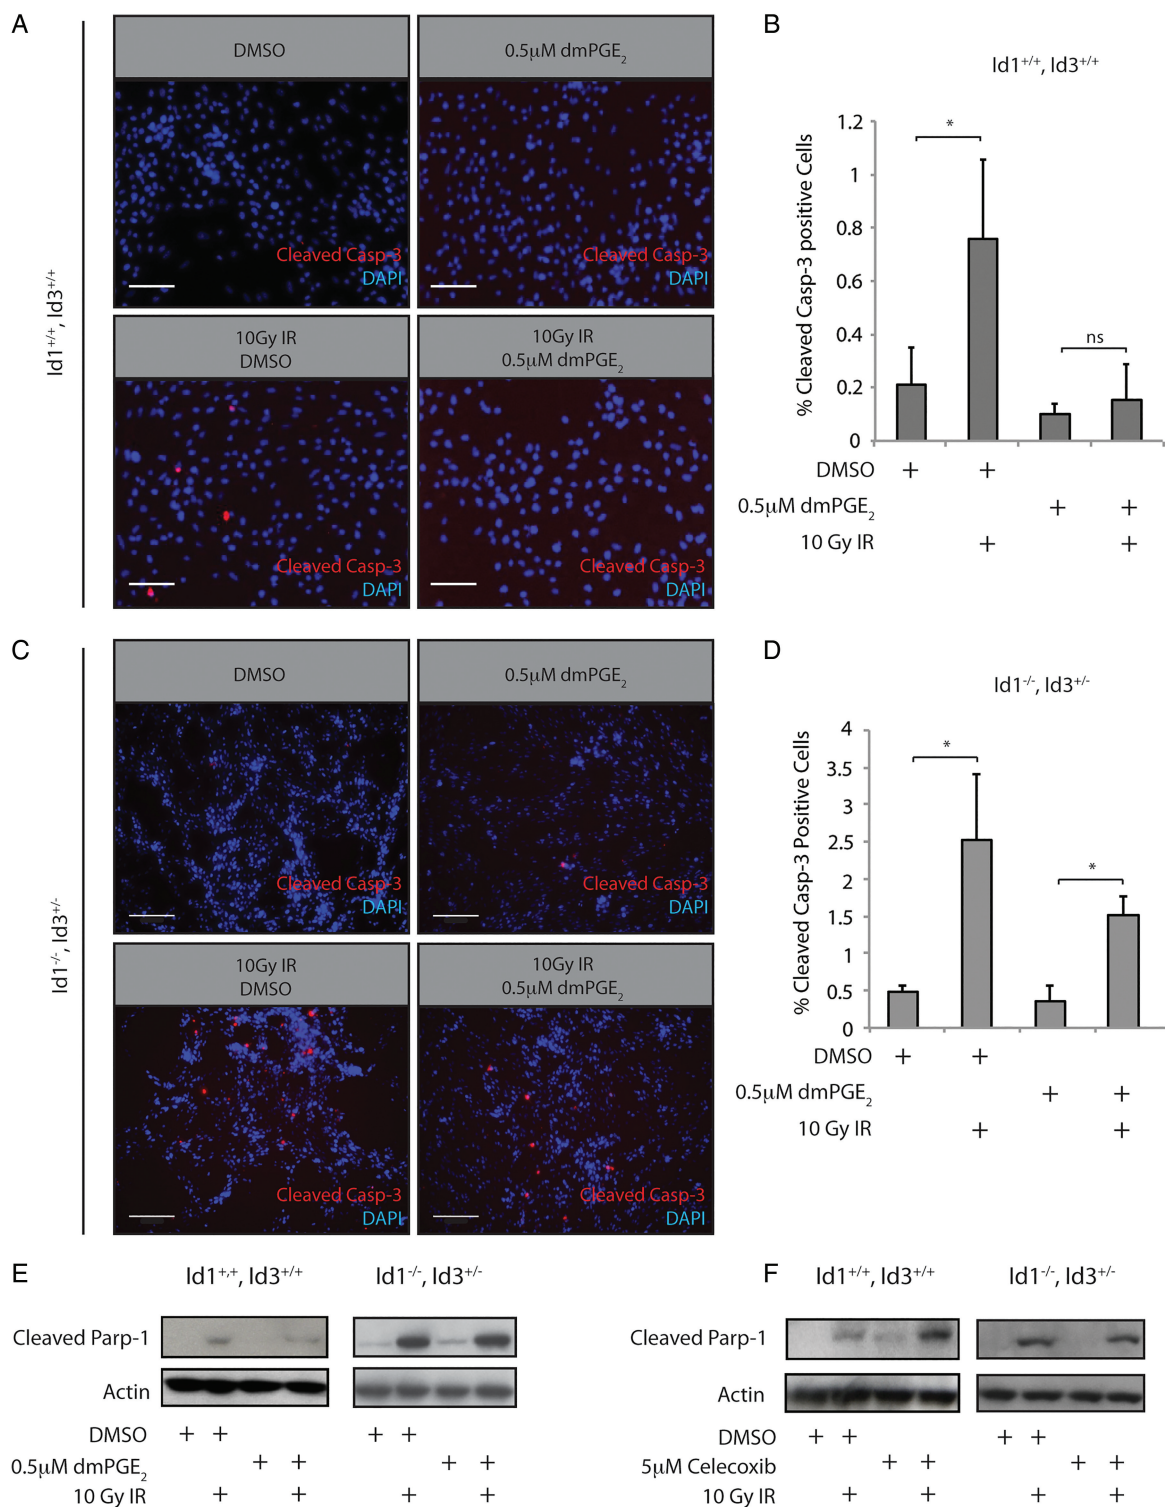 A
DMSO
0.5μM dmPGE2
Cleaved Casp-3
DAPI
Cleaved Casp-3
DAPI
10Gy IR
DMSO
10Gy IR
0.5μM dmPGE2
Cleaved Casp-3
DAPI
Cleaved Casp-3
DAPI
Id1+/+, Id3+/+
B
Id1+/+, Id3+/+
% Cleaved Casp-3 positive Cells
1.2
1
0.8
0.6
0.4
0.2
0
*
ns
DMSO + +
0.5μM dmPGE2 + +
10 Gy IR + +
C
DMSO
0.5μM dmPGE2
Cleaved Casp-3
DAPI
Cleaved Casp-3
DAPI
10Gy IR
DMSO
10Gy IR
0.5μM dmPGE2
Cleaved Casp-3
DAPI
Cleaved Casp-3
DAPI
Id1-/-, Id3+/-
D
Id1-/-, Id3+/-
% Cleaved Casp-3 Positive Cells
4
3.5
3
2.5
2
1.5
1
0.5
0
*
*
DMSO + +
0.5μM dmPGE2 + +
10 Gy IR + +
E
Id1+,+, Id3+/+ Id1-/-, Id3+/-
Cleaved Parp-1
Actin
DMSO + + + +
0.5μM dmPGE2 + + + +
10 Gy IR + + + +
F
Id1+/+, Id3+/+ Id1-/-, Id3+/-
Cleaved Parp-1
Actin
DMSO + + + +
5μM Celecoxib + + + +
10 Gy IR + + + +